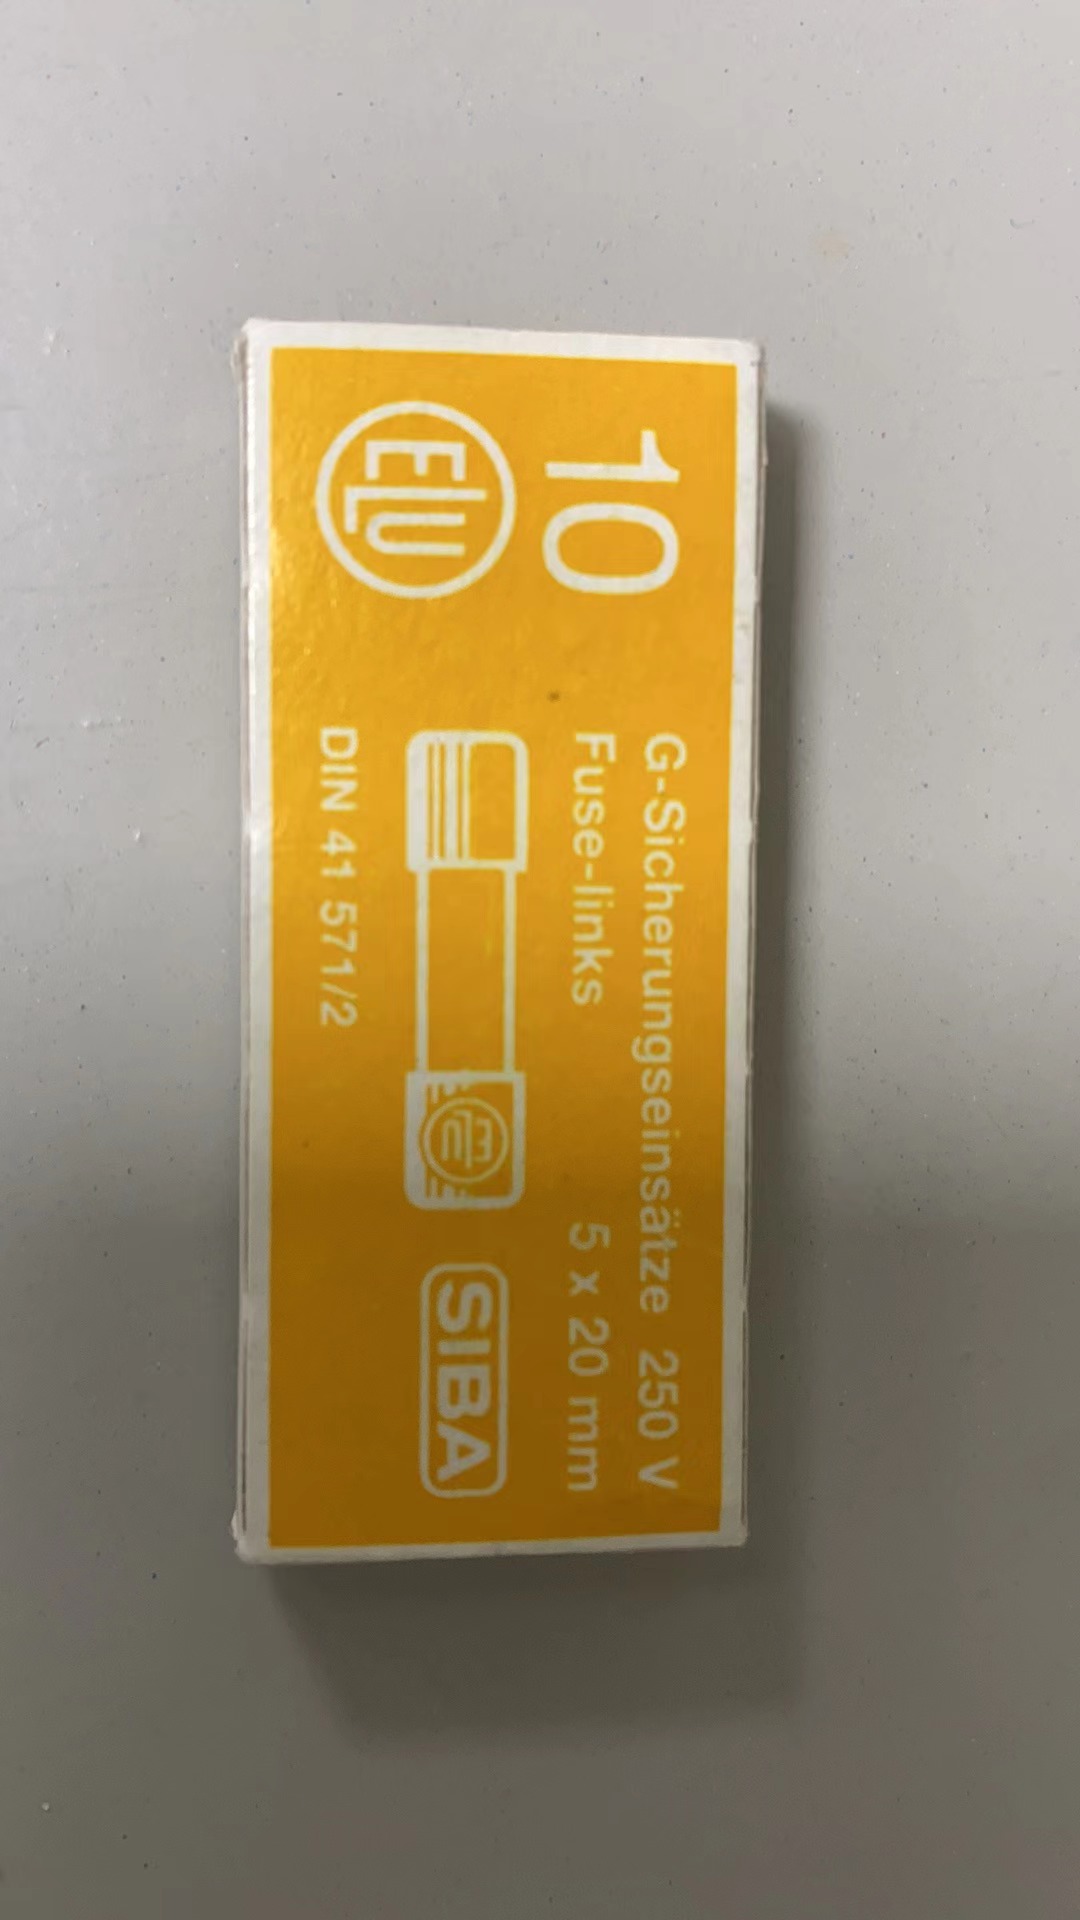 10 G-Sicherungseinsätze 250 V
Fuse-links 5 x 20 mm
ELU
SIBA
DIN 41 571/2